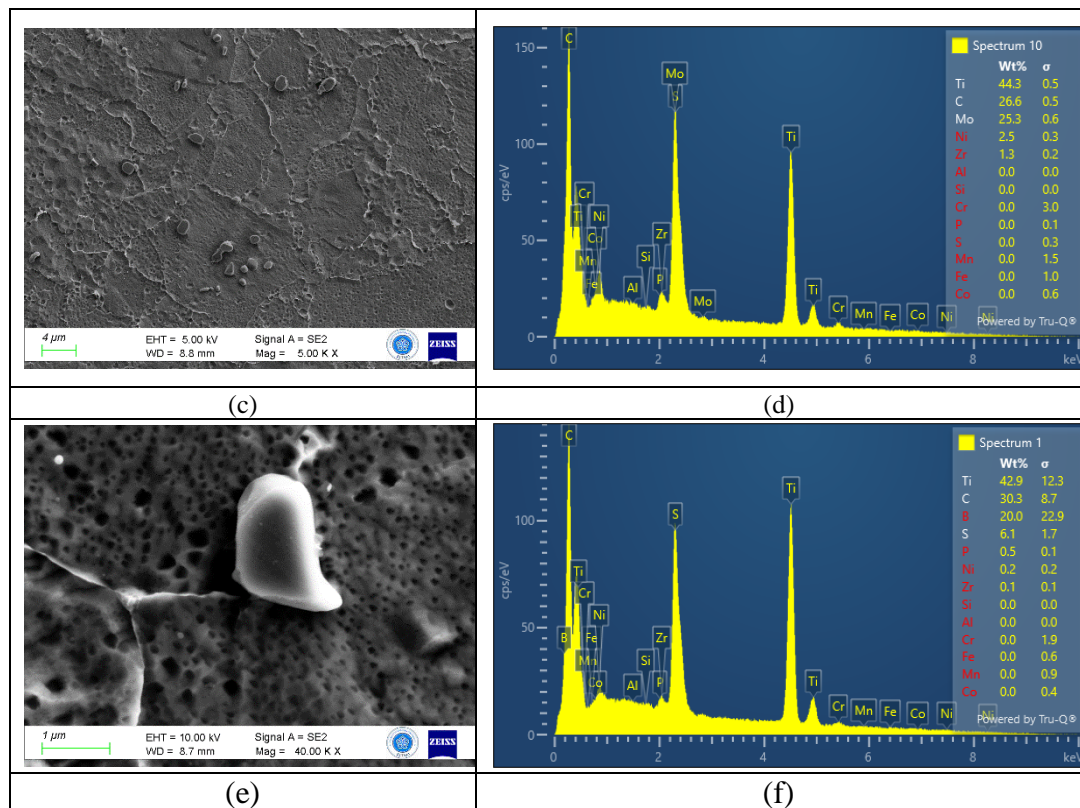 4 µm
EHT = 5.00 kV
Signal A = SE2
WD = 8.8 mm
Mag = 5.00 K X
ZEISS
150
100
50
0
cps/eV
C
Ti
Cr
Mn
Fe
Co
Ni
Al
Si
P
Zr
S
Mo
Mo
Ti
Ti
Cr
Mn
Fe
Co
Ni
Ni
0 2 4 6 8 keV
Spectrum 10
Wt% σ
Ti 44.3 0.5
C 26.6 0.5
Mo 25.3 0.6
Ni 2.5 0.3
Zr 1.3 0.2
Al 0.0 0.0
Si 0.0 0.0
Cr 0.0 3.0
P 0.0 0.1
S 0.0 0.3
Mn 0.0 1.5
Fe 0.0 1.0
Co 0.0 0.6
Powered by Tru-Q®
(c)
(d)
1 µm
EHT = 10.00 kV
Signal A = SE2
WD = 8.7 mm
Mag = 40.00 K X
ZEISS
100
50
0
cps/eV
C
B
Ti
Cr
Mn
Fe
Co
Ni
Al
Si
P
Zr
S
Ti
Ti
Cr
Mn
Fe
Co
Ni
Ni
0 2 4 6 8 keV
Spectrum 1
Wt% σ
Ti 42.9 12.3
C 30.3 8.7
B 20.0 22.9
S 6.1 1.7
P 0.5 0.1
Ni 0.2 0.2
Zr 0.1 0.1
Si 0.0 0.0
Al 0.0 0.0
Cr 0.0 1.9
Fe 0.0 0.6
Mn 0.0 0.9
Co 0.0 0.4
Powered by Tru-Q®
(e)
(f)